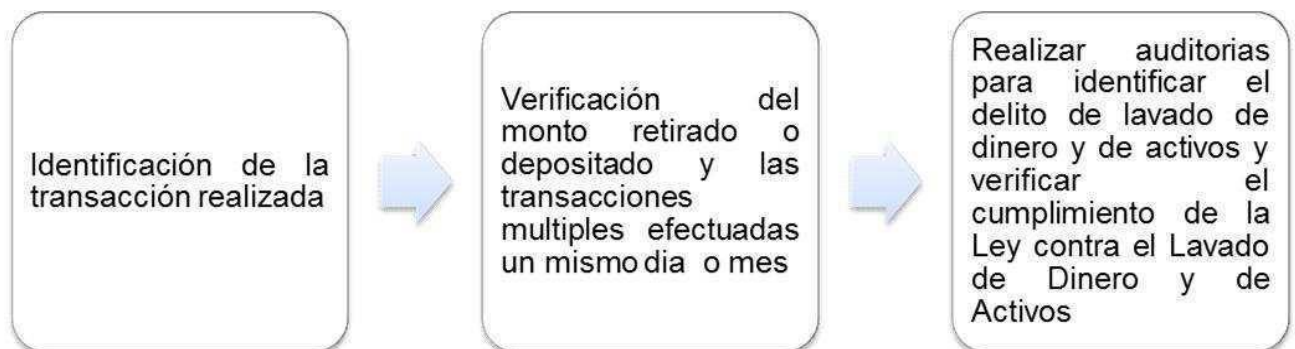 Identificación de la
transacción realizada
Verificación del
monto retirado o
depositado y las
transacciones
multiples efectuadas
un mismo dia o mes
Realizar auditorias
para identificar el
delito de lavado de
dinero y de activos y
verificar el
cumplimiento de la
Ley contra el Lavado
de Dinero y de
Activos